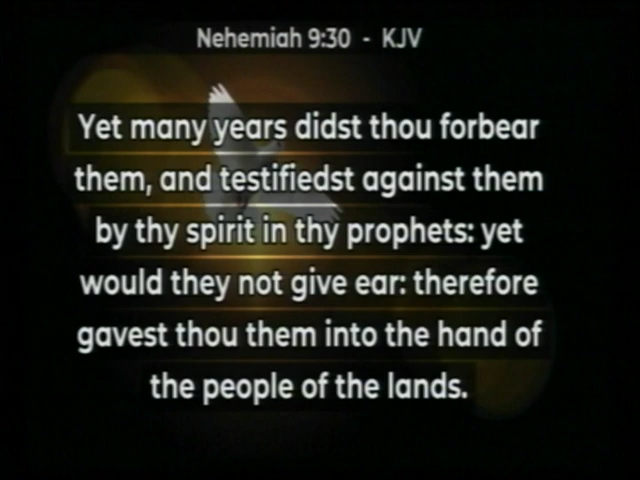 Nehemiah 9:30 - KJV
Yet many years didst thou forbear
them, and testifiedst against them
by thy spirit in thy prophets: yet
would they not give ear: therefore
gavest thou them into the hand of
the people of the lands.